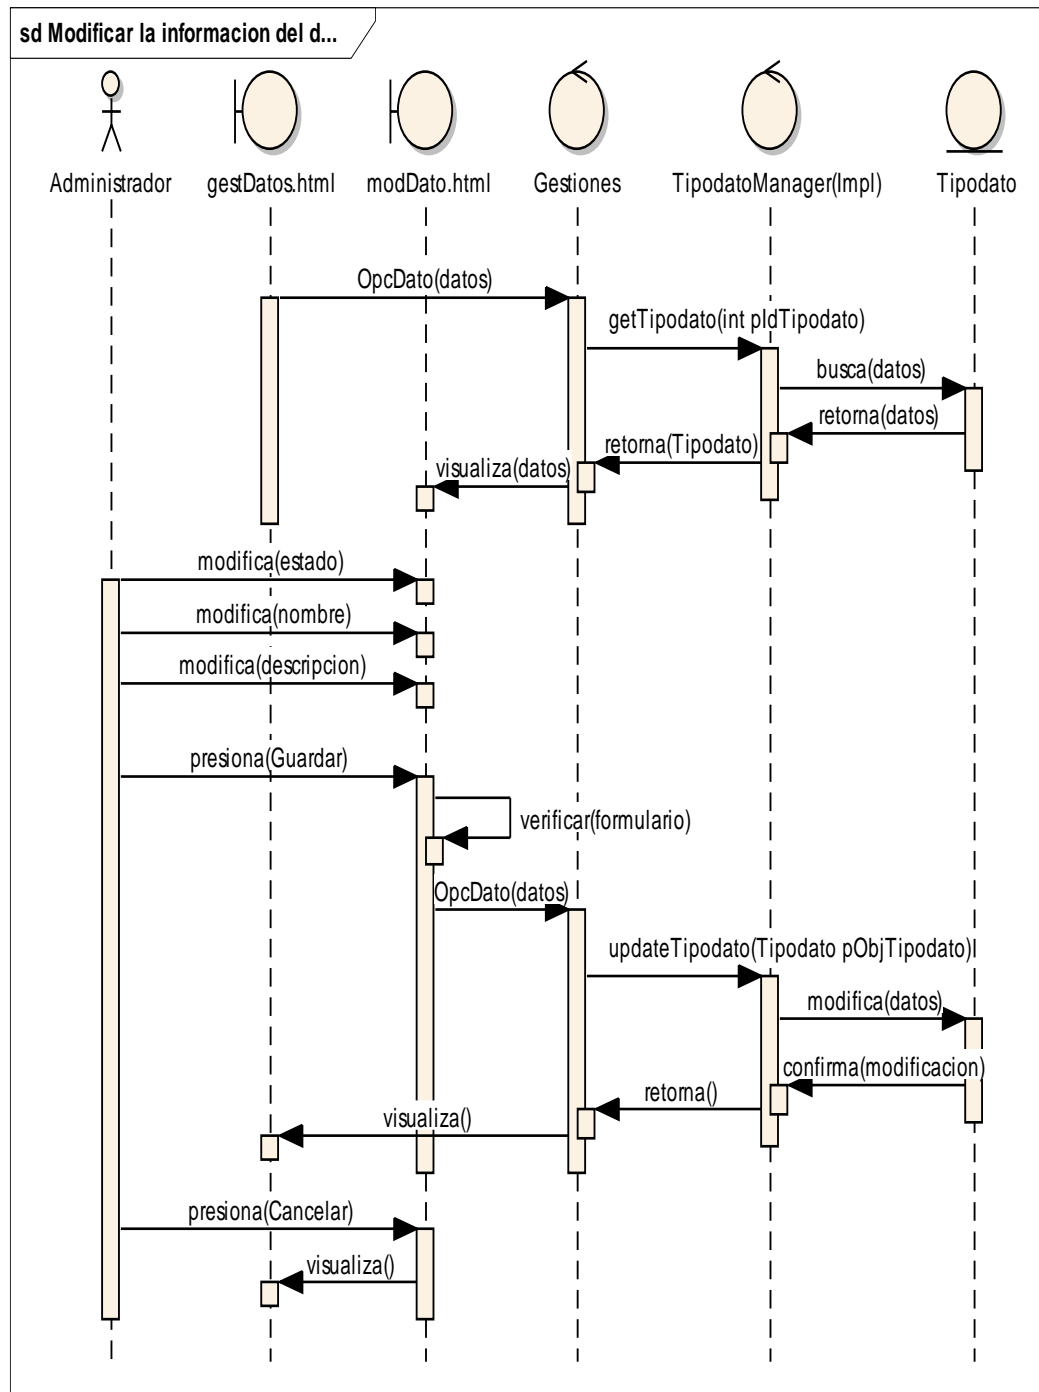 sd Modificar la informacion del d...
Administrador
gestDatos.html
modDato.html
Gestiones
TipodatoManager(Impl)
Tipodato
OpcDato(datos)
getTipodato(int pIdTipodato)
busca(datos)
retorna(datos)
retorna(Tipodato)
visualiza(datos)
modifica(estado)
modifica(nombre)
modifica(descripcion)
presiona(Guardar)
verificar(formulario)
OpcDato(datos)
updateTipodato(Tipodato pObjTipodato)
modifica(datos)
confirma(modificacion)
retorna()
visualiza()
presiona(Cancelar)
visualiza()